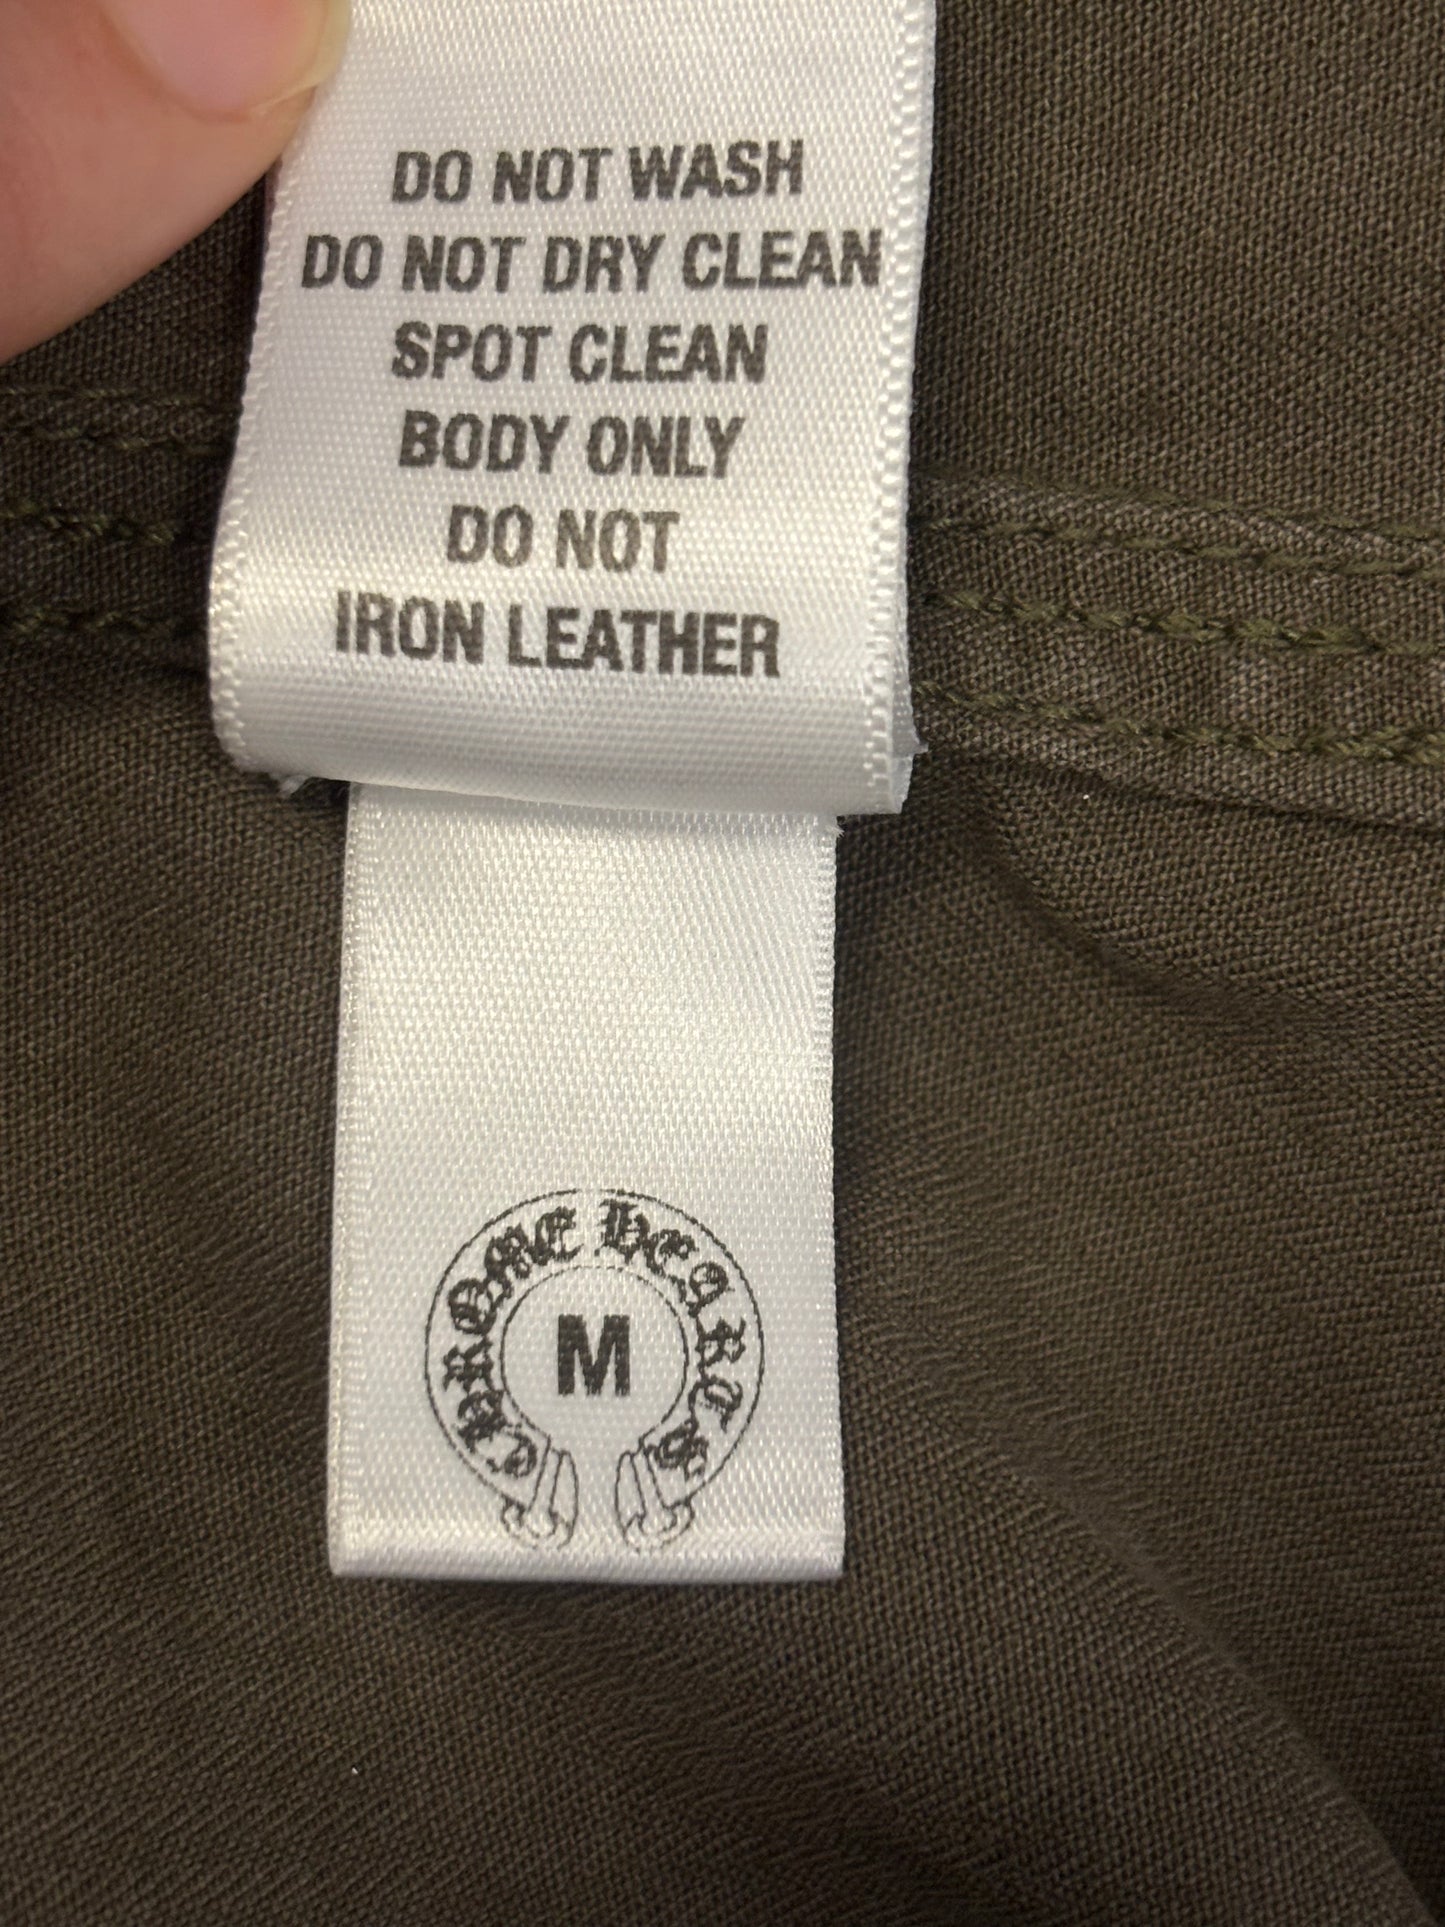 DO NOT WASH
DO NOT DRY CLEAN
SPOT CLEAN
BODY ONLY
DO NOT
IRON LEATHER
CHROME HEARTS
M